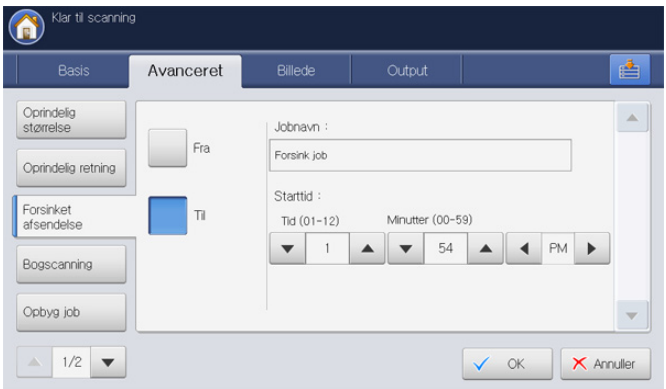 Klar til scanning
Basis
Avanceret
Billede
Output
Oprindelig
størrelse
Oprindelig retning
Forsinket
afsendelse
Bogscanning
Opbyg job
1/2
Fra
Til
Jobnavn :
Forsink job
Starttid :
Tid (01-12)
Minutter (00-59)
1
54
PM
OK
Annuller